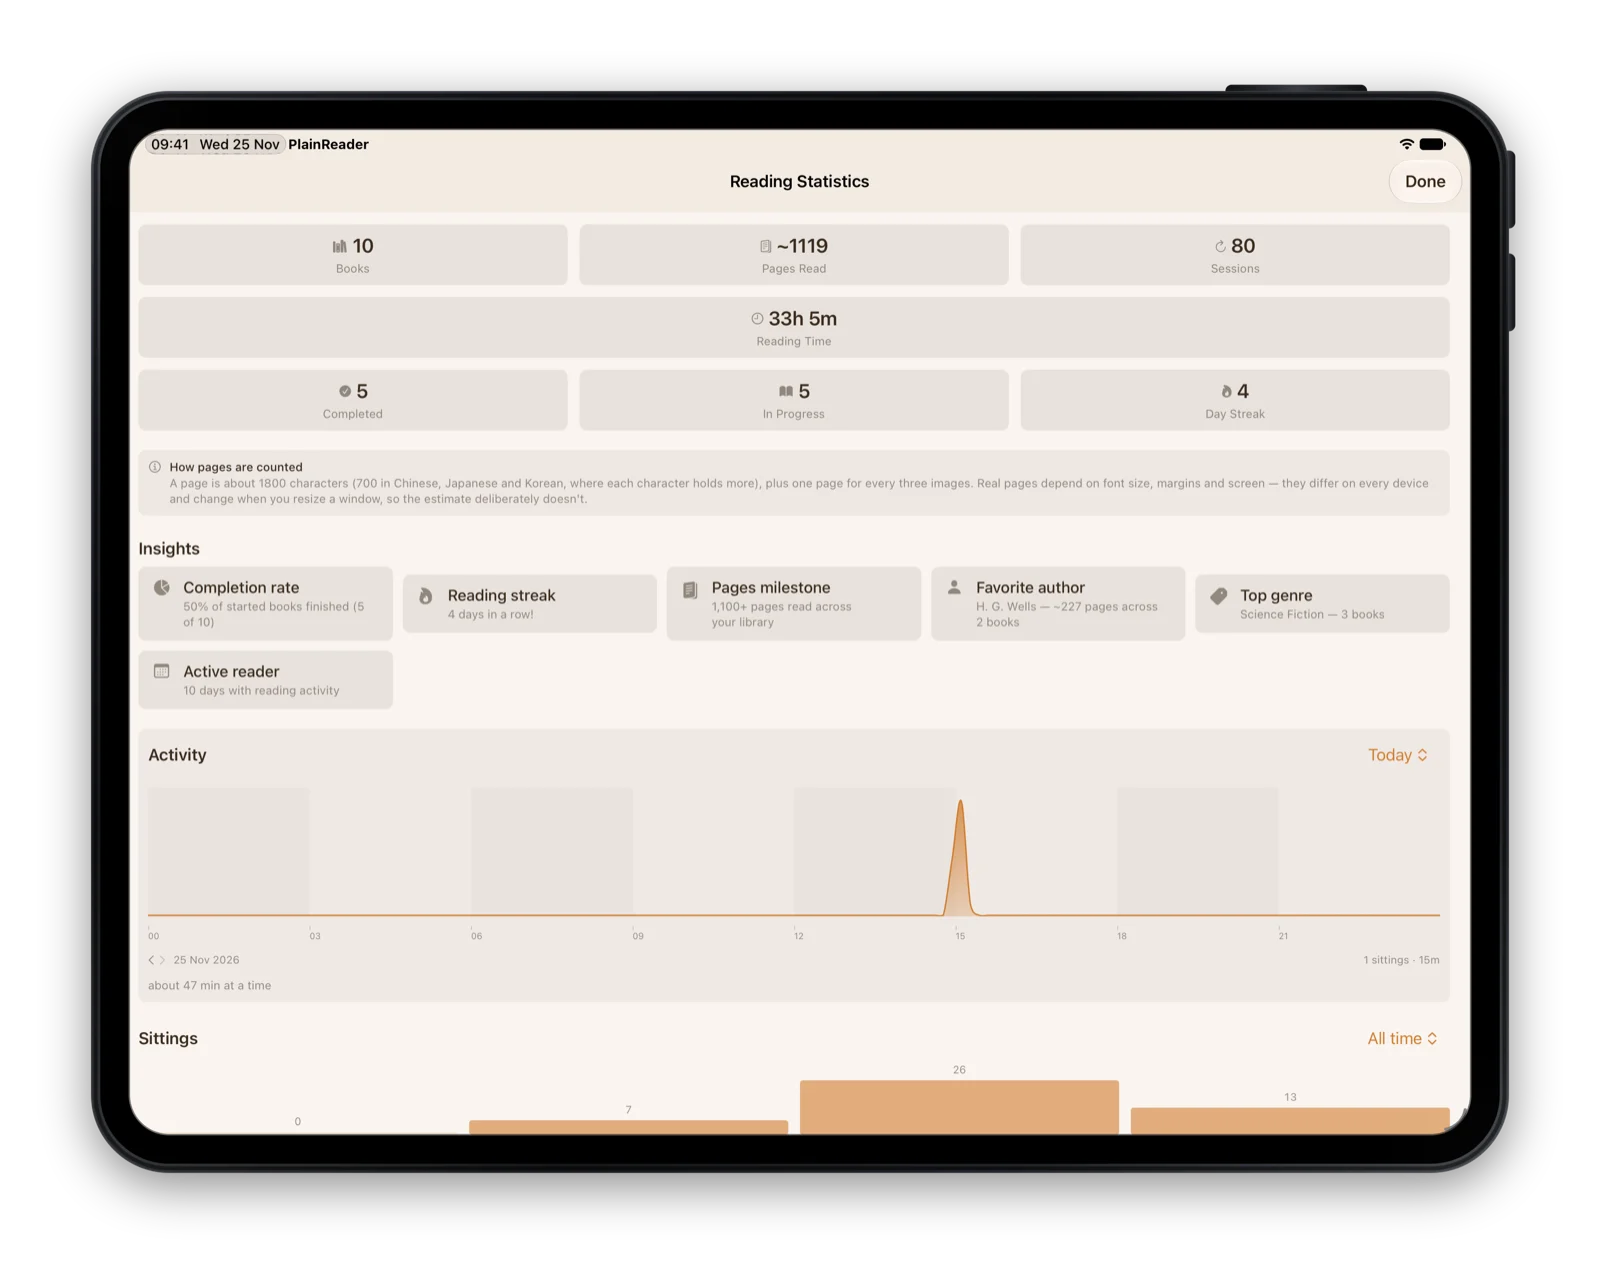 09:41 Wed 25 Nov PlainReader
Reading Statistics
Done
10
Books
~1119
Pages Read
80
Sessions
33h 5m
Reading Time
5
Completed
5
In Progress
4
Day Streak
How pages are counted
A page is about 1800 characters (700 in Chinese, Japanese and Korean, where each character holds more), plus one page for every three images. Real pages depend on font size, margins and screen — they differ on every device
and change when you resize a window, so the estimate deliberately doesn't.
Insights
Completion rate
50% of started books finished (5
of 10)
Reading streak
4 days in a row!
Pages milestone
1,100+ pages read across
your library
Favorite author
H. G. Wells — ~227 pages across
2 books
Top genre
Science Fiction — 3 books
Active reader
10 days with reading activity
Activity
Today
00 03 06 09 12 15 18 21
25 Nov 2026
1 sittings · 15m
about 47 min at a time
Sittings
All time
0
7
26
13